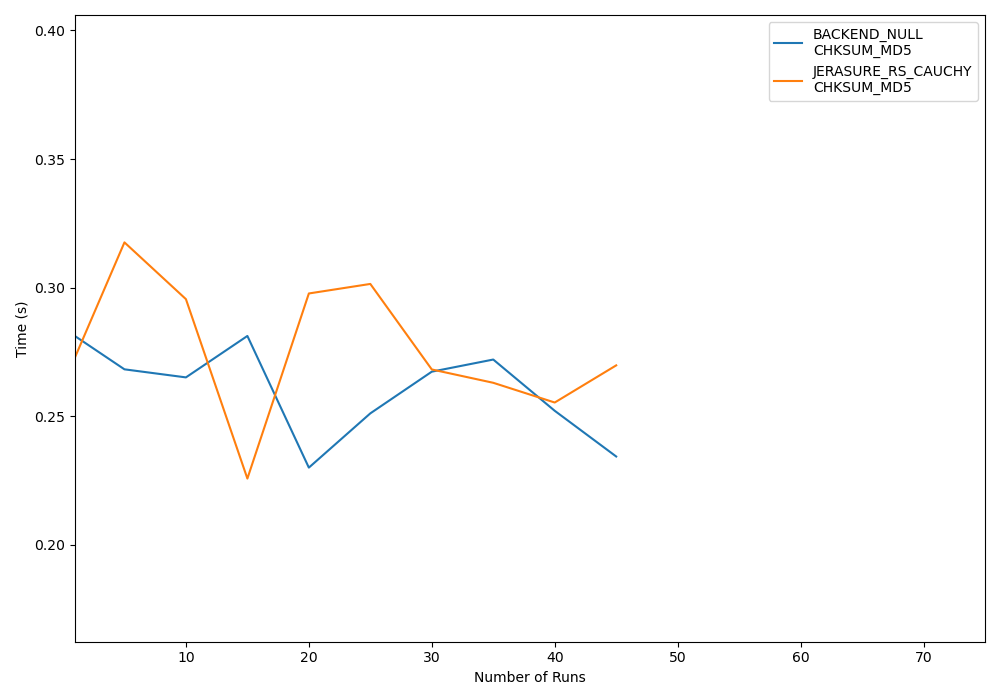 0.40
0.35
0.30
0.25
0.20
Time (s)
10
20
30
40
50
60
70
Number of Runs
BACKEND_NULL
CHKSUM_MD5
JERASURE_RS_CAUCHY
CHKSUM_MD5